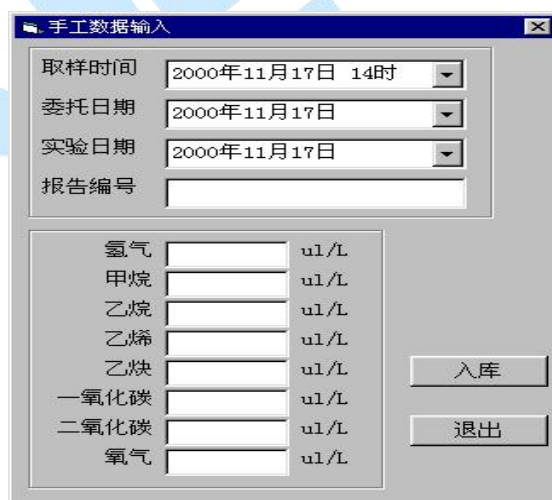 手工数据输入
取样时间 2000年11月17日 14时
委托日期 2000年11月17日
实验日期 2000年11月17日
报告编号
氢气 ul/L
甲烷 ul/L
乙烷 ul/L
乙烯 ul/L
乙炔 ul/L
一氧化碳 ul/L
二氧化碳 ul/L
氧气 ul/L
入库
退出